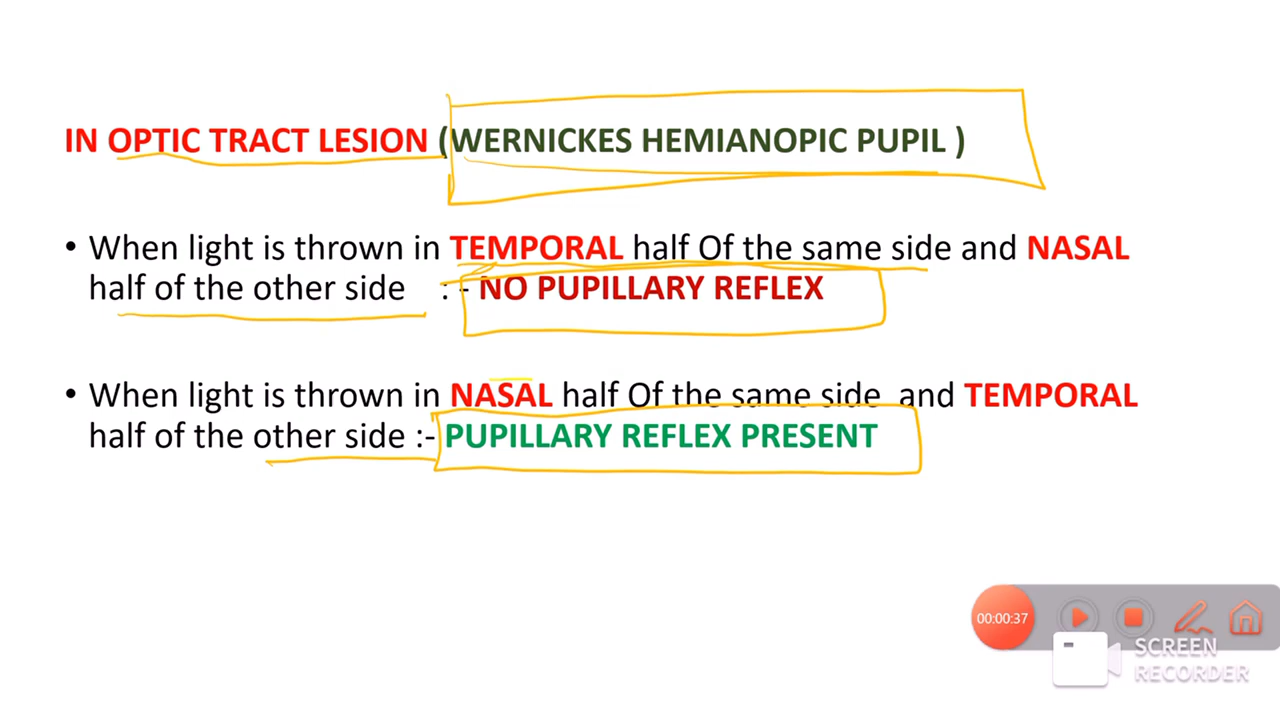 IN OPTIC TRACT LESION (WERNICKES HEMIANOPIC PUPIL )
• When light is thrown in TEMPORAL half Of the same side and NASAL
half of the other side : - NO PUPILLARY REFLEX
• When light is thrown in NASAL half Of the same side and TEMPORAL
half of the other side :- PUPILLARY REFLEX PRESENT
00:00:37
SCREEN
RECORDER